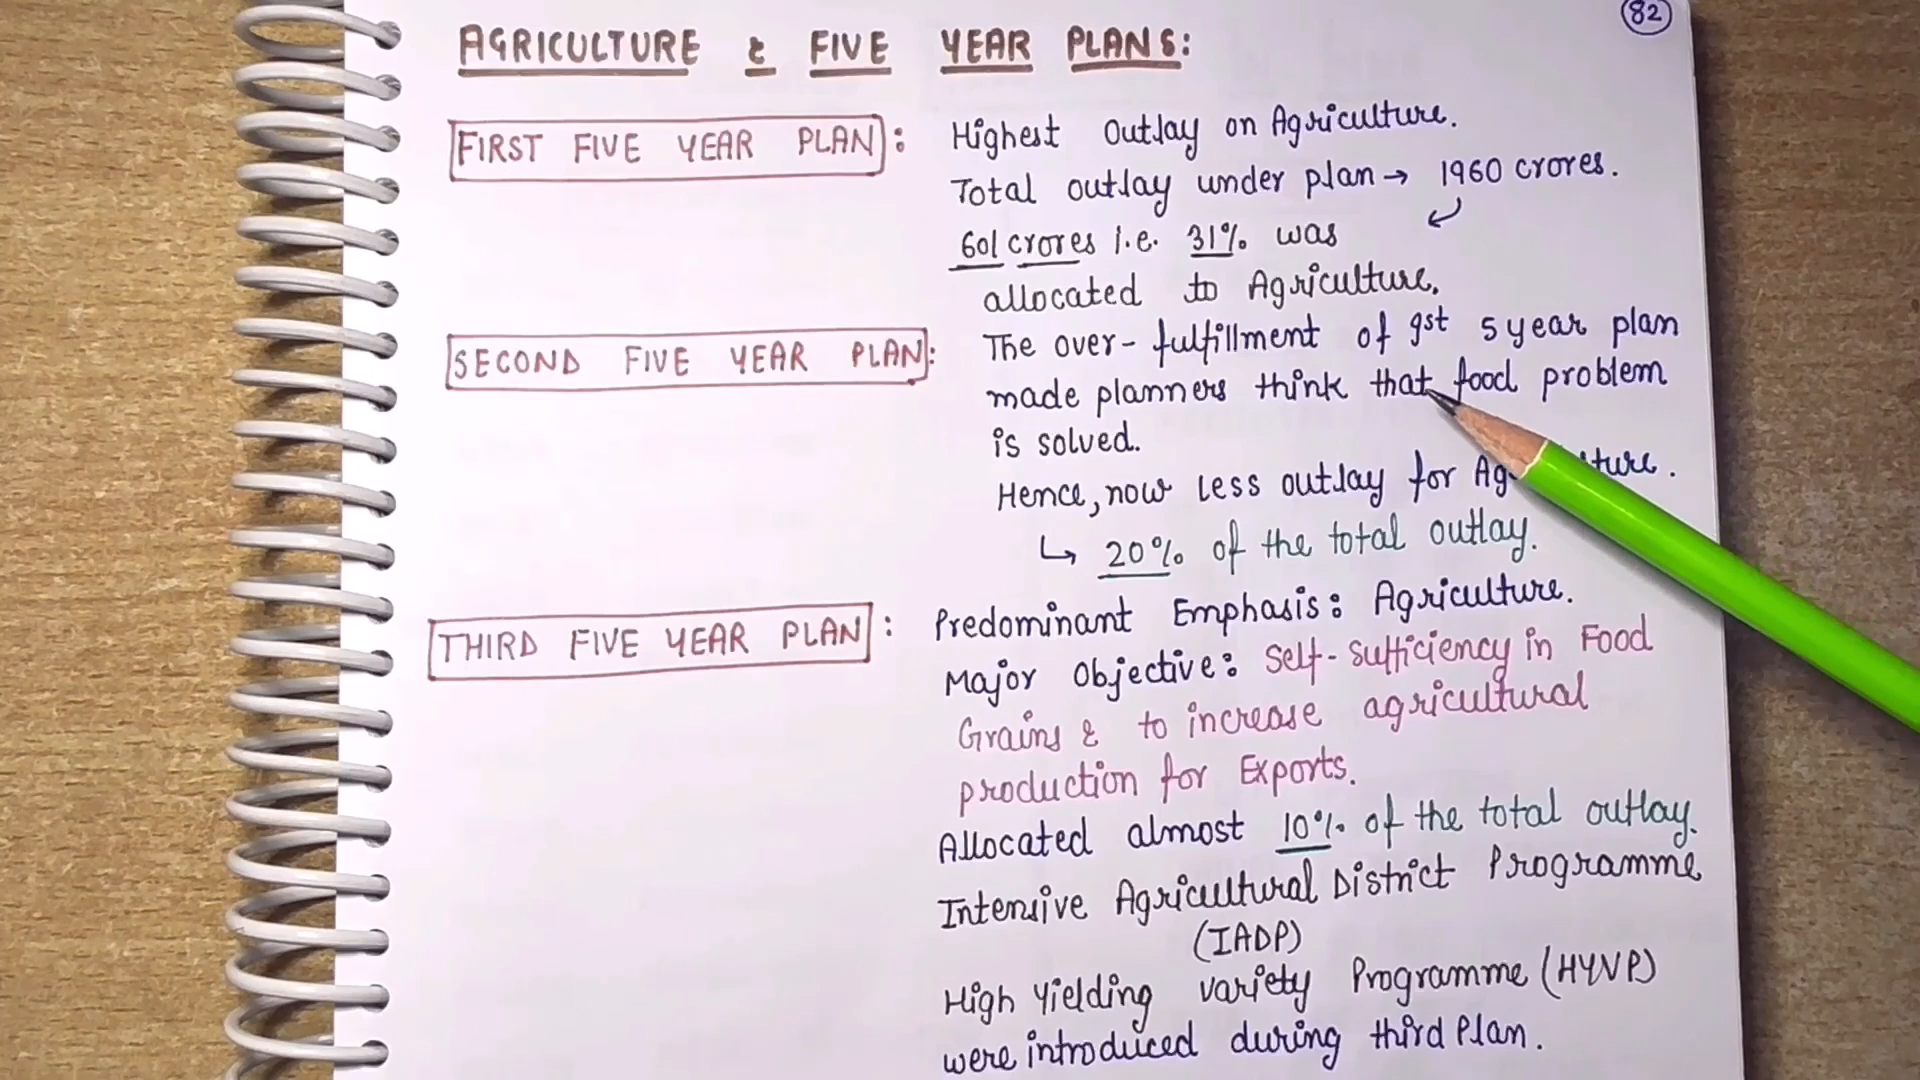 82
AGRICULTURE & FIVE YEAR PLANS:
FIRST FIVE YEAR PLAN: Highest Outlay on Agriculture.
Total outlay under plan → 1960 crores.
601 crores i.e. 31% was
allocated to Agriculture.
SECOND FIVE YEAR PLAN: The over-fulfillment of 1st 5 year plan
made planners think that food problem
is solved.
Hence, now less outlay for Ag ture.
↳ 20% of the total outlay.
THIRD FIVE YEAR PLAN: Predominant Emphasis: Agriculture.
Major Objective: Self-sufficiency in Food
Grains & to increase agricultural
production for Exports.
Allocated almost 10% of the total outlay.
Intensive Agricultural District Programme
(IADP)
High Yielding variety Programme (HYVP)
were introduced during third Plan.